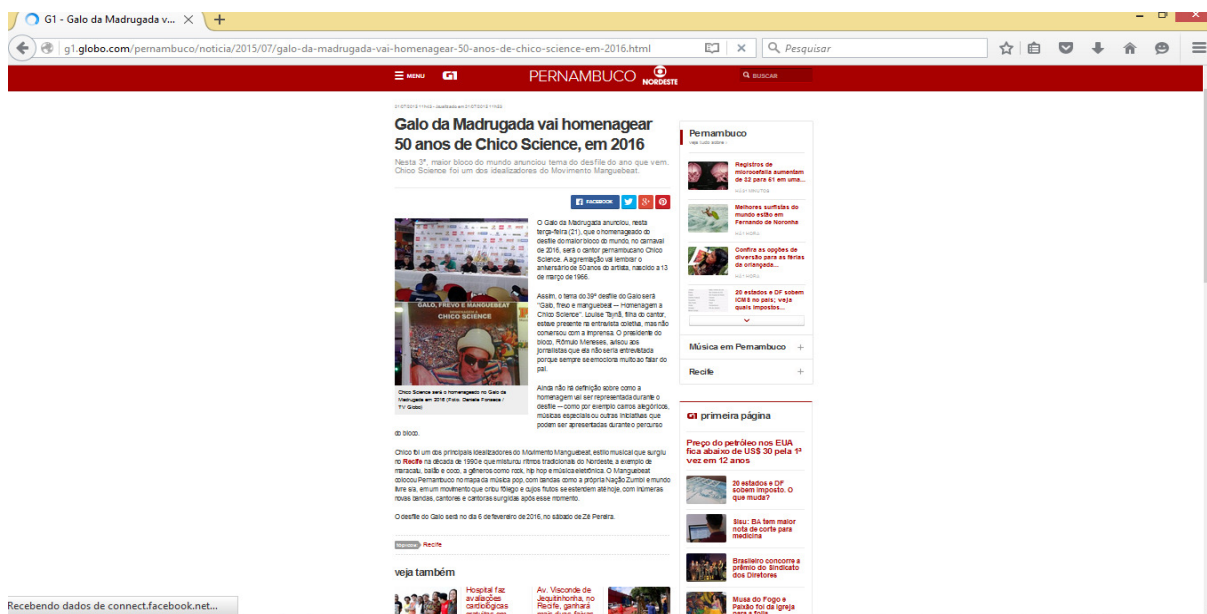 G1 - Galo da Madrugada v...
g1.globo.com/pernambuco/noticia/2015/07/galo-da-madrugada-vai-homenagear-50-anos-de-chico-science-em-2016.html
Pesquisar
MENU
G1
PERNAMBUCO
NORDESTE
BUSCAR
Galo da Madrugada vai homenagear
50 anos de Chico Science, em 2016
Nesta 3ª, maior bloco do mundo anunciou tema do desfile do ano que vem.
Chico Science foi um dos idealizadores do Movimento Manguebeat.
FACEBOOK
O Galo da Madrugada anunciou, nesta
terça-feira (21), que o homenageado do
desfile do maior bloco do mundo, no carnaval
de 2016, será o cantor pernambucano Chico
Science. A agremiação vai lembrar o
aniversário de 50 anos do artista, nascido a 13
de março de 1966.
Assim, o tema do 39º desfile do Galo será
"Galo, frevo e manguebeat — Homenagem a
Chico Science". Louise Taynã, filha do cantor,
esteve presente na entrevista coletiva, mas não
conversou com a imprensa. O presidente do
bloco, Rômulo Meneses, avisou aos
jornalistas que ela não seria entrevistada
porque sempre se emociona muito ao falar do
pai.
GALO, FREVO E MANGUEBEAT
CHICO SCIENCE
Chico Science será o homenageado no Galo da
Madrugada em 2016 (Foto: Daniele Fonseca /
TV Globo)
Ainda não há definição sobre como a
homenagem vai ser representada durante o
desfile — como por exemplo carros alegóricos,
músicas especiais ou outras iniciativas que
podem ser apresentadas durante o percurso
do bloco.
Chico foi um dos principais idealizadores do Movimento Manguebeat, estilo musical que surgiu
no Recife na década de 1990 e que misturou ritmos tradicionais do Nordeste, a exemplo de
maracatu, baião e coco, a gêneros como rock, hip hop e música eletrônica. O Manguebeat
colocou Pernambuco no mapa da música pop, com bandas como a própria Nação Zumbi e mundo
livre s/a, em um movimento que criou fôlego e cujos frutos se estendem até hoje, com inúmeras
novas bandas, cantores e cantoras surgidas após esse momento.
O desfile do Galo será no dia 6 de fevereiro de 2016, no sábado de Zé Pereira.
Recife
veja também
Hospital faz
avaliações
cardiológicas
Av. Visconde de
Jequitinhonha, no
Recife, ganhará
Pernambuco
veja tudo sobre
Registros de
microcefalia aumentam
de 22 para 61 em uma...
Melhores surfistas do
mundo estão em
Fernando de Noronha
HÁ 1 HORA
Confira as opções de
diversão para as férias
de criançada...
HÁ 1 HORA
20 estados e DF sobem
ICMS no país; veja
quais impostos...
Música em Pernambuco +
Recife +
G1 primeira página
Preço do petróleo nos EUA
fica abaixo de US$ 30 pela 1ª
vez em 12 anos
20 estados e DF
sobem imposto. O
que muda?
Sisu: BA tem maior
nota de corte para
medicina
Brasileiro concorre a
prêmio do Sindicato
dos Diretores
Musa do Fogo e
Paixão foi da igreja
para a folia
Recebendo dados de connect.facebook.net...